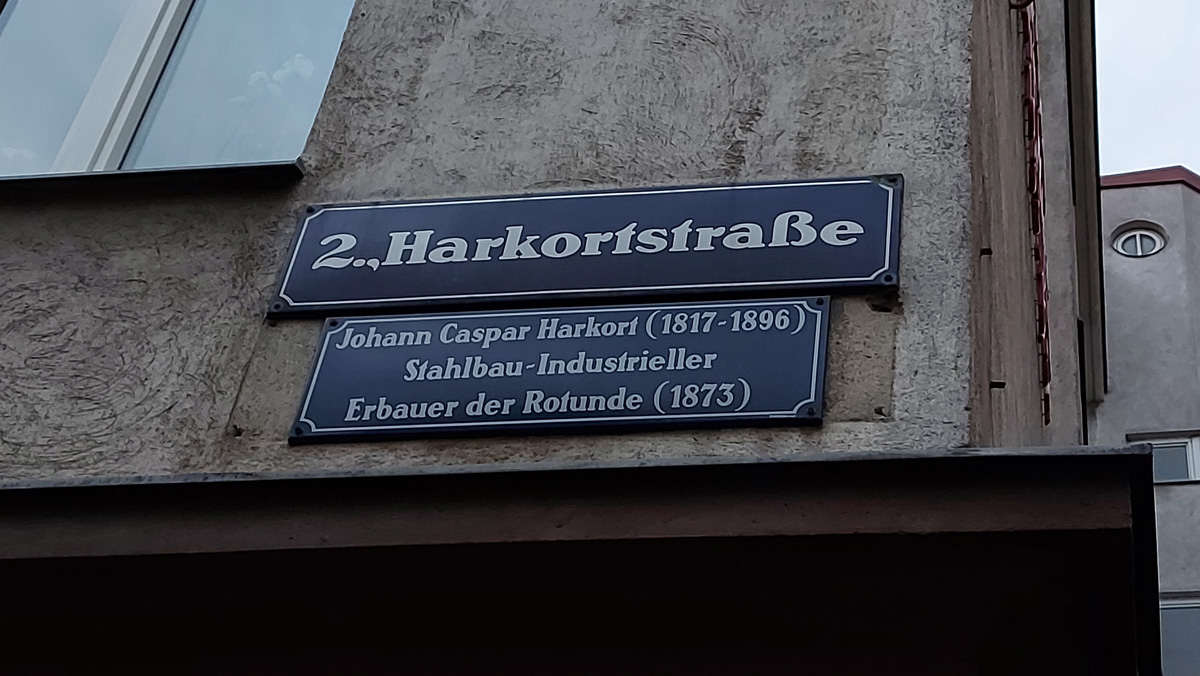 2., Harkortstraße
Johann Caspar Harkort (1817-1896)
Stahlbau-Industrieller
Erbauer der Rotunde (1873)